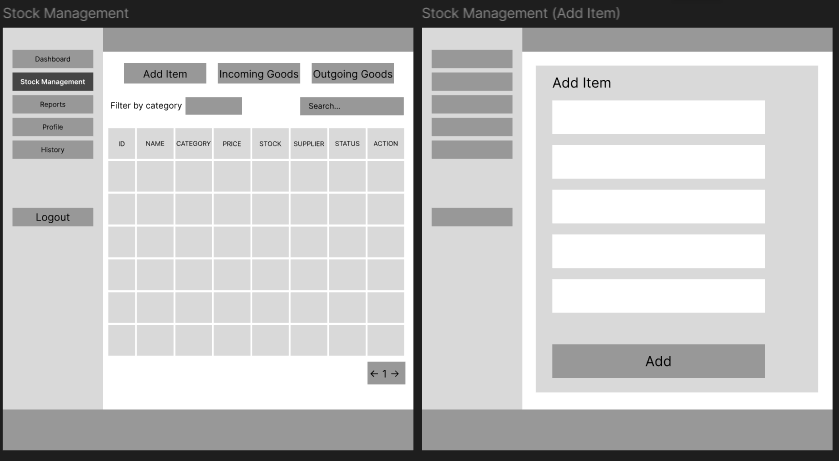 Stock Management
Dashboard
Stock Management
Reports
Profile
History
Logout
Add Item
Incoming Goods
Outgoing Goods
Filter by category
Search...
ID NAME CATEGORY PRICE STOCK SUPPLIER STATUS ACTION
← 1 →
Stock Management (Add Item)
Add Item
Add